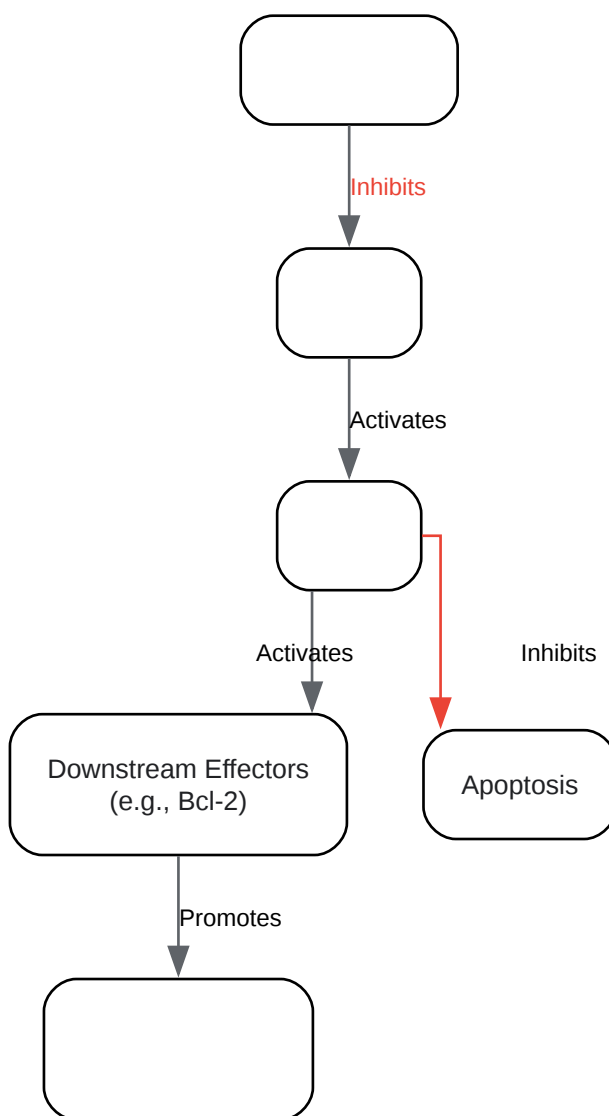 Inhibits
Activates
Activates
Inhibits
Downstream Effectors
(e.g., Bcl-2)
Apoptosis
Promotes